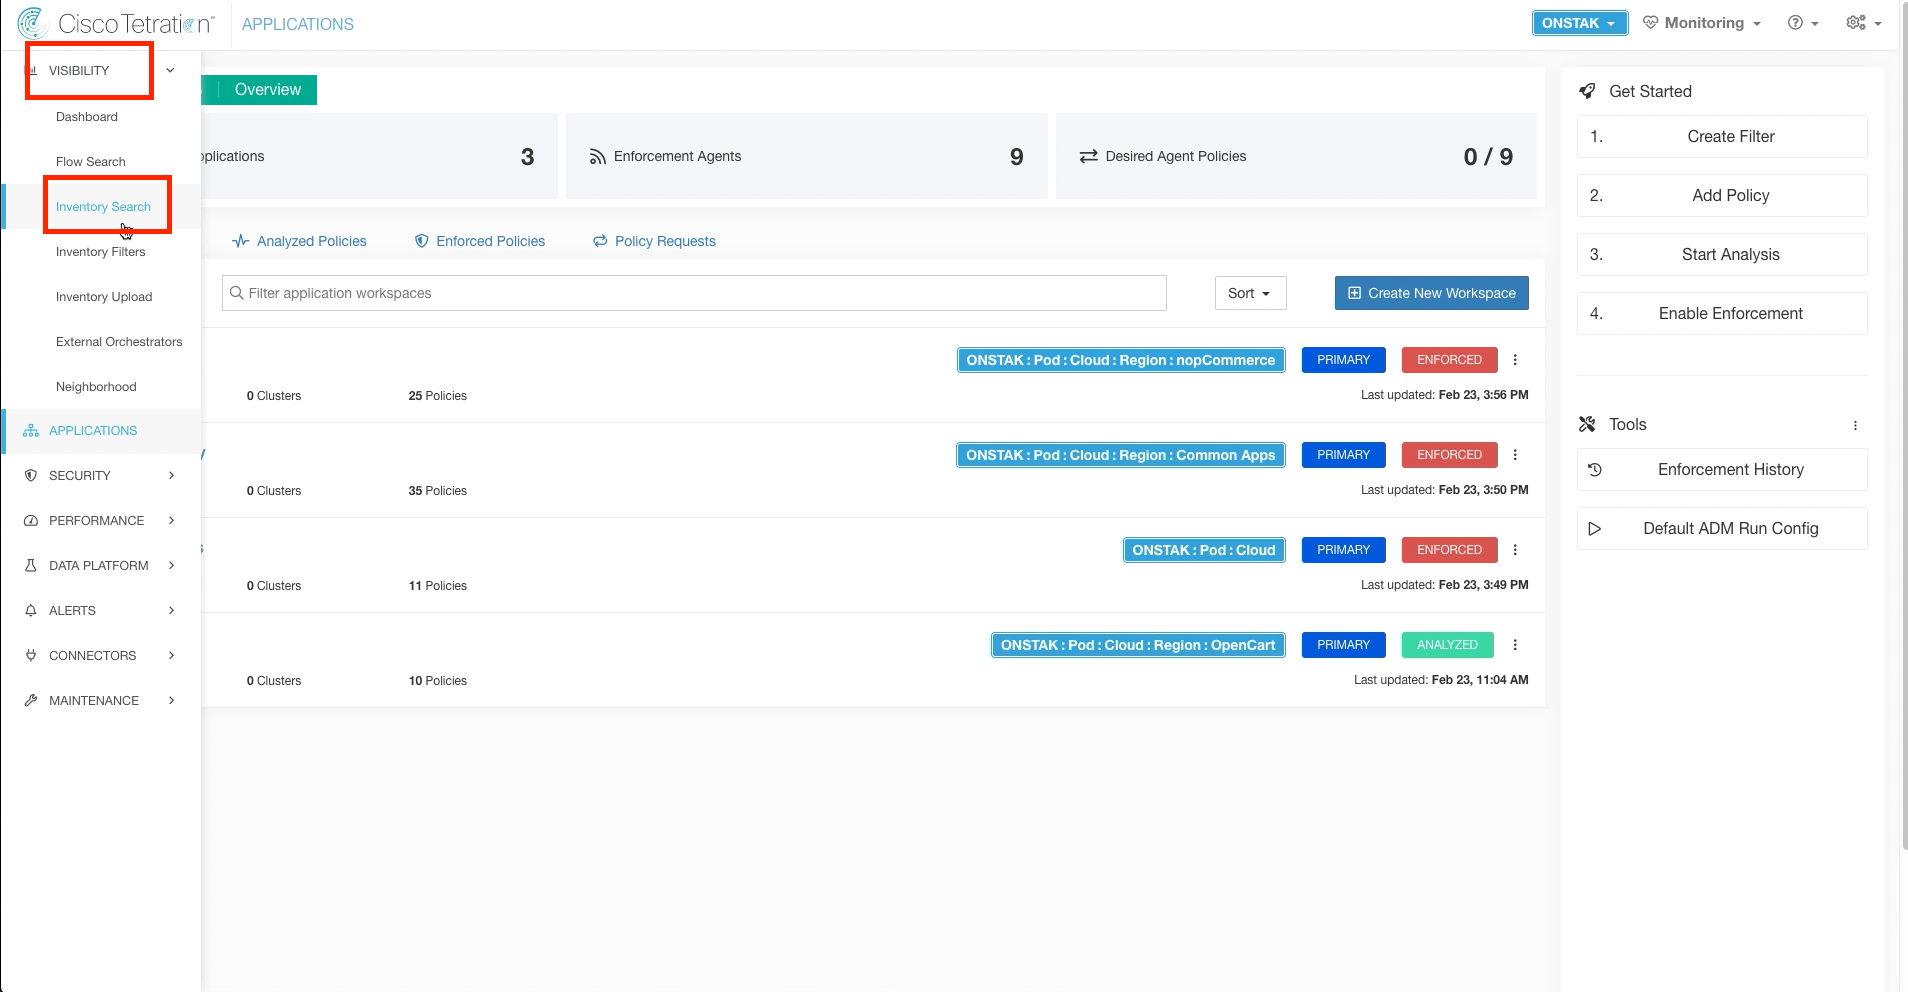 Cisco Tetration™
APPLICATIONS
ONSTAK
Monitoring
VISIBILITY
Dashboard
Flow Search
Inventory Search
Inventory Filters
Inventory Upload
External Orchestrators
Neighborhood
APPLICATIONS
SECURITY
PERFORMANCE
DATA PLATFORM
ALERTS
CONNECTORS
MAINTENANCE
Overview
3
Enforcement Agents
9
Desired Agent Policies
0 / 9
Analyzed Policies
Enforced Policies
Policy Requests
Filter application workspaces
Sort
Create New Workspace
ONSTAK : Pod : Cloud : Region : nopCommerce
PRIMARY
ENFORCED
0 Clusters
25 Policies
Last updated: Feb 23, 3:56 PM
ONSTAK : Pod : Cloud : Region : Common Apps
PRIMARY
ENFORCED
0 Clusters
35 Policies
Last updated: Feb 23, 3:50 PM
ONSTAK : Pod : Cloud
PRIMARY
ENFORCED
0 Clusters
11 Policies
Last updated: Feb 23, 3:49 PM
ONSTAK : Pod : Cloud : Region : OpenCart
PRIMARY
ANALYZED
0 Clusters
10 Policies
Last updated: Feb 23, 11:04 AM
Get Started
1. Create Filter
2. Add Policy
3. Start Analysis
4. Enable Enforcement
Tools
Enforcement History
Default ADM Run Config